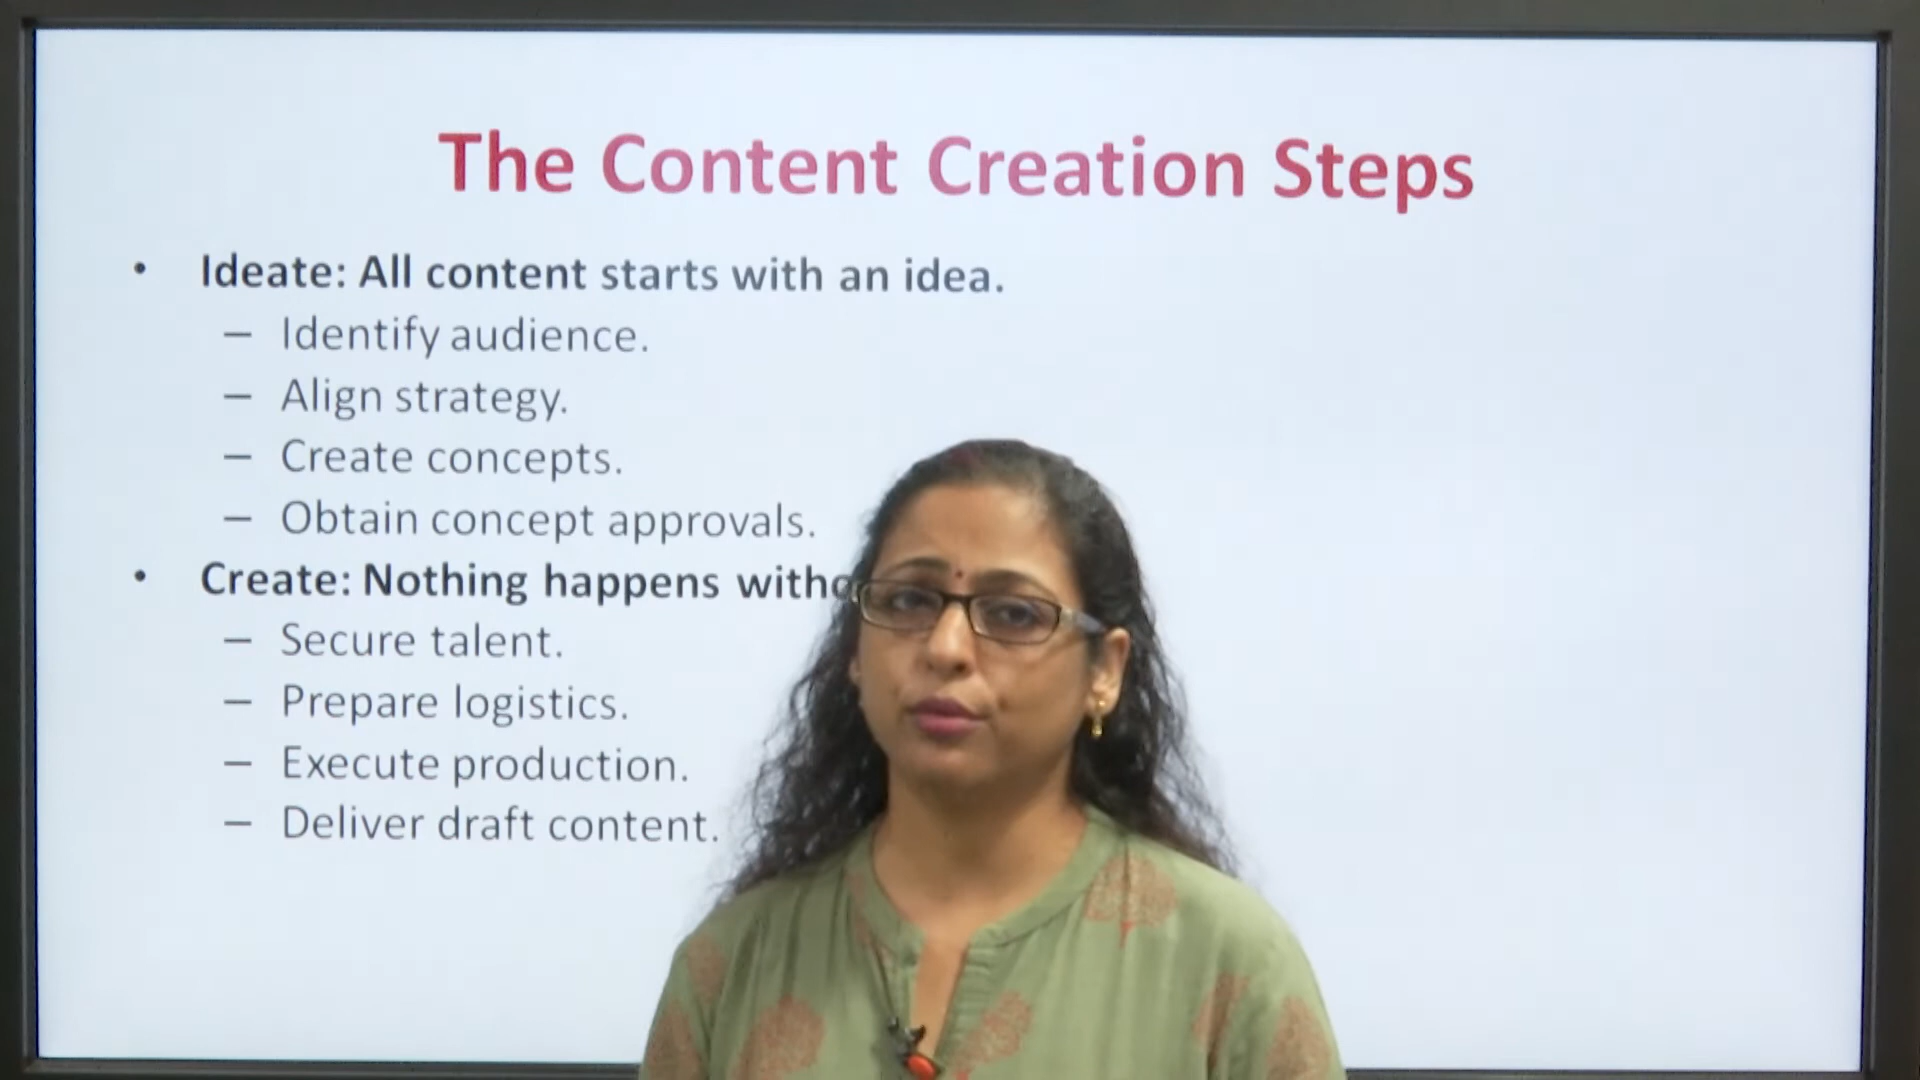 The Content Creation Steps
• Ideate: All content starts with an idea.
– Identify audience.
– Align strategy.
– Create concepts.
– Obtain concept approvals.
• Create: Nothing happens
– Secure talent.
– Prepare logistics.
– Execute production.
– Deliver draft content.